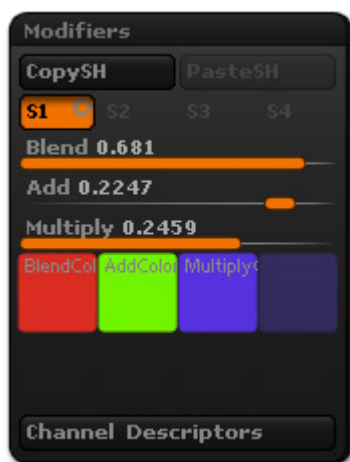 Modifiers
CopySH PasteSH
S1 S2 S3 S4
Blend 0.681
Add 0.2247
Multiply 0.2459
BlendCol AddColor Multiply
Channel Descriptors